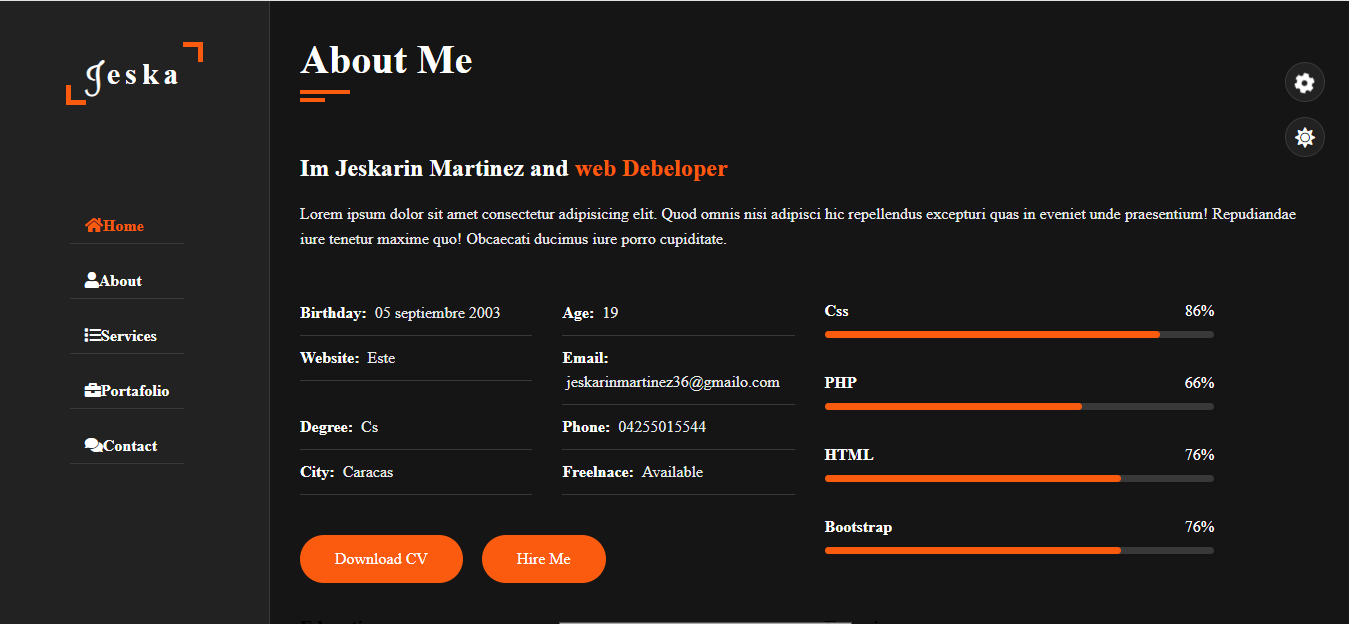 Jeska
Home
About
Services
Portafolio
Contact
About Me
Im Jeskarin Martinez and web Debeloper
Lorem ipsum dolor sit amet consectetur adipisicing elit. Quod omnis nisi adipisci hic repellendus excepturi quas in eveniet unde praesentium! Repudiandae
iure tenetur maxime quo! Obcaecati ducimus iure porro cupiditate.
Birthday: 05 septiembre 2003
Age: 19
Website: Este
Email:
jeskarinmartinez36@gmailo.com
Degree: Cs
Phone: 04255015544
City: Caracas
Freelnace: Available
Css 86%
PHP 66%
HTML 76%
Bootstrap 76%
Download CV
Hire Me